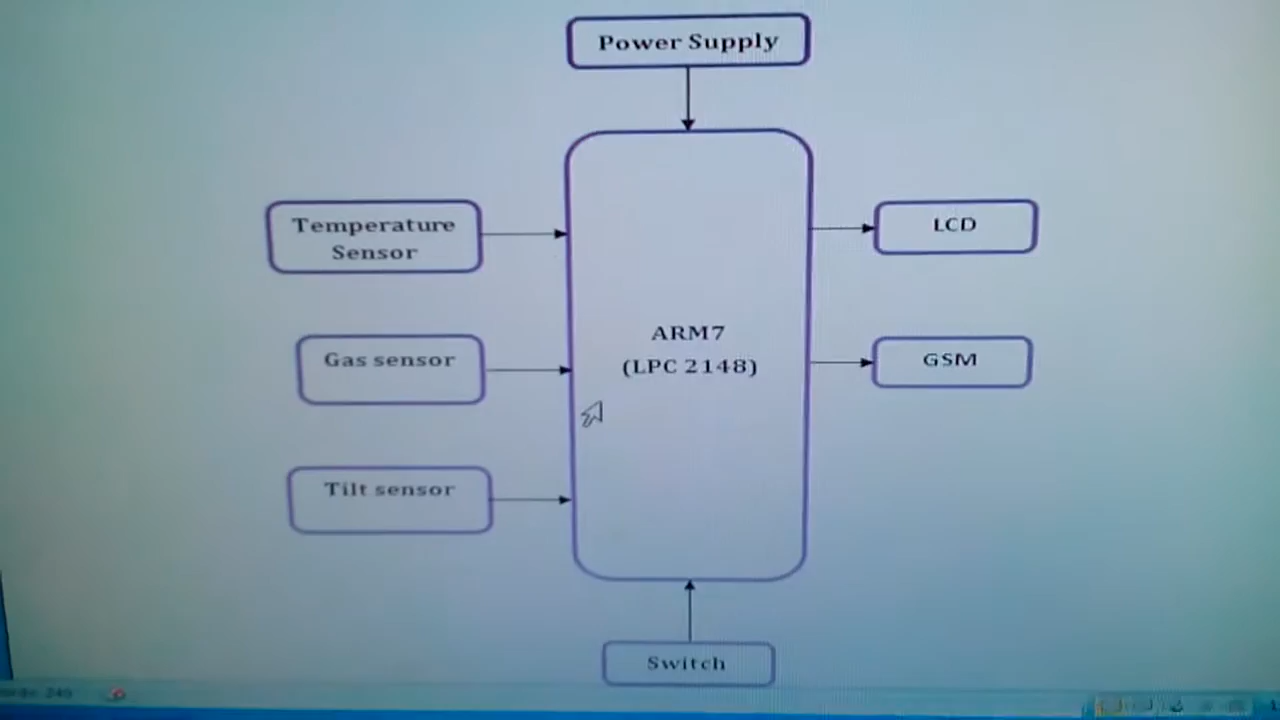 Power Supply
Temperature
Sensor
LCD
Gas sensor
ARM7
(LPC 2148)
GSM
Tilt sensor
Switch